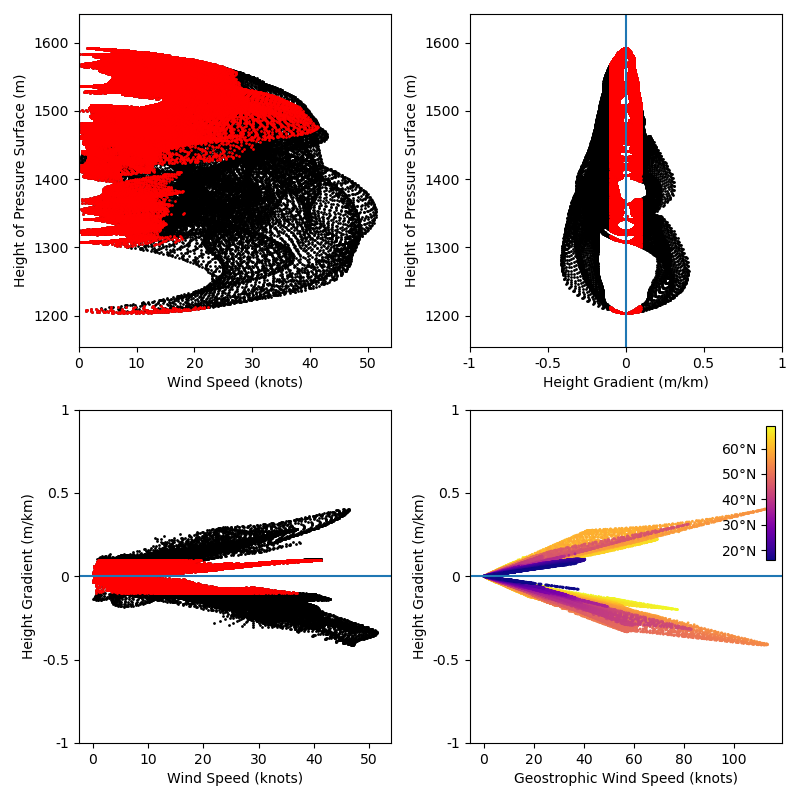 1600
1500
1400
1300
1200
Height of Pressure Surface (m)
0 10 20 30 40 50
Wind Speed (knots)
1600
1500
1400
1300
1200
Height of Pressure Surface (m)
-1 -0.5 0 0.5 1
Height Gradient (m/km)
1
0.5
0
-0.5
-1
Height Gradient (m/km)
0 10 20 30 40 50
Wind Speed (knots)
1
0.5
0
-0.5
-1
Height Gradient (m/km)
60°N
50°N
40°N
30°N
20°N
0 20 40 60 80 100
Geostrophic Wind Speed (knots)